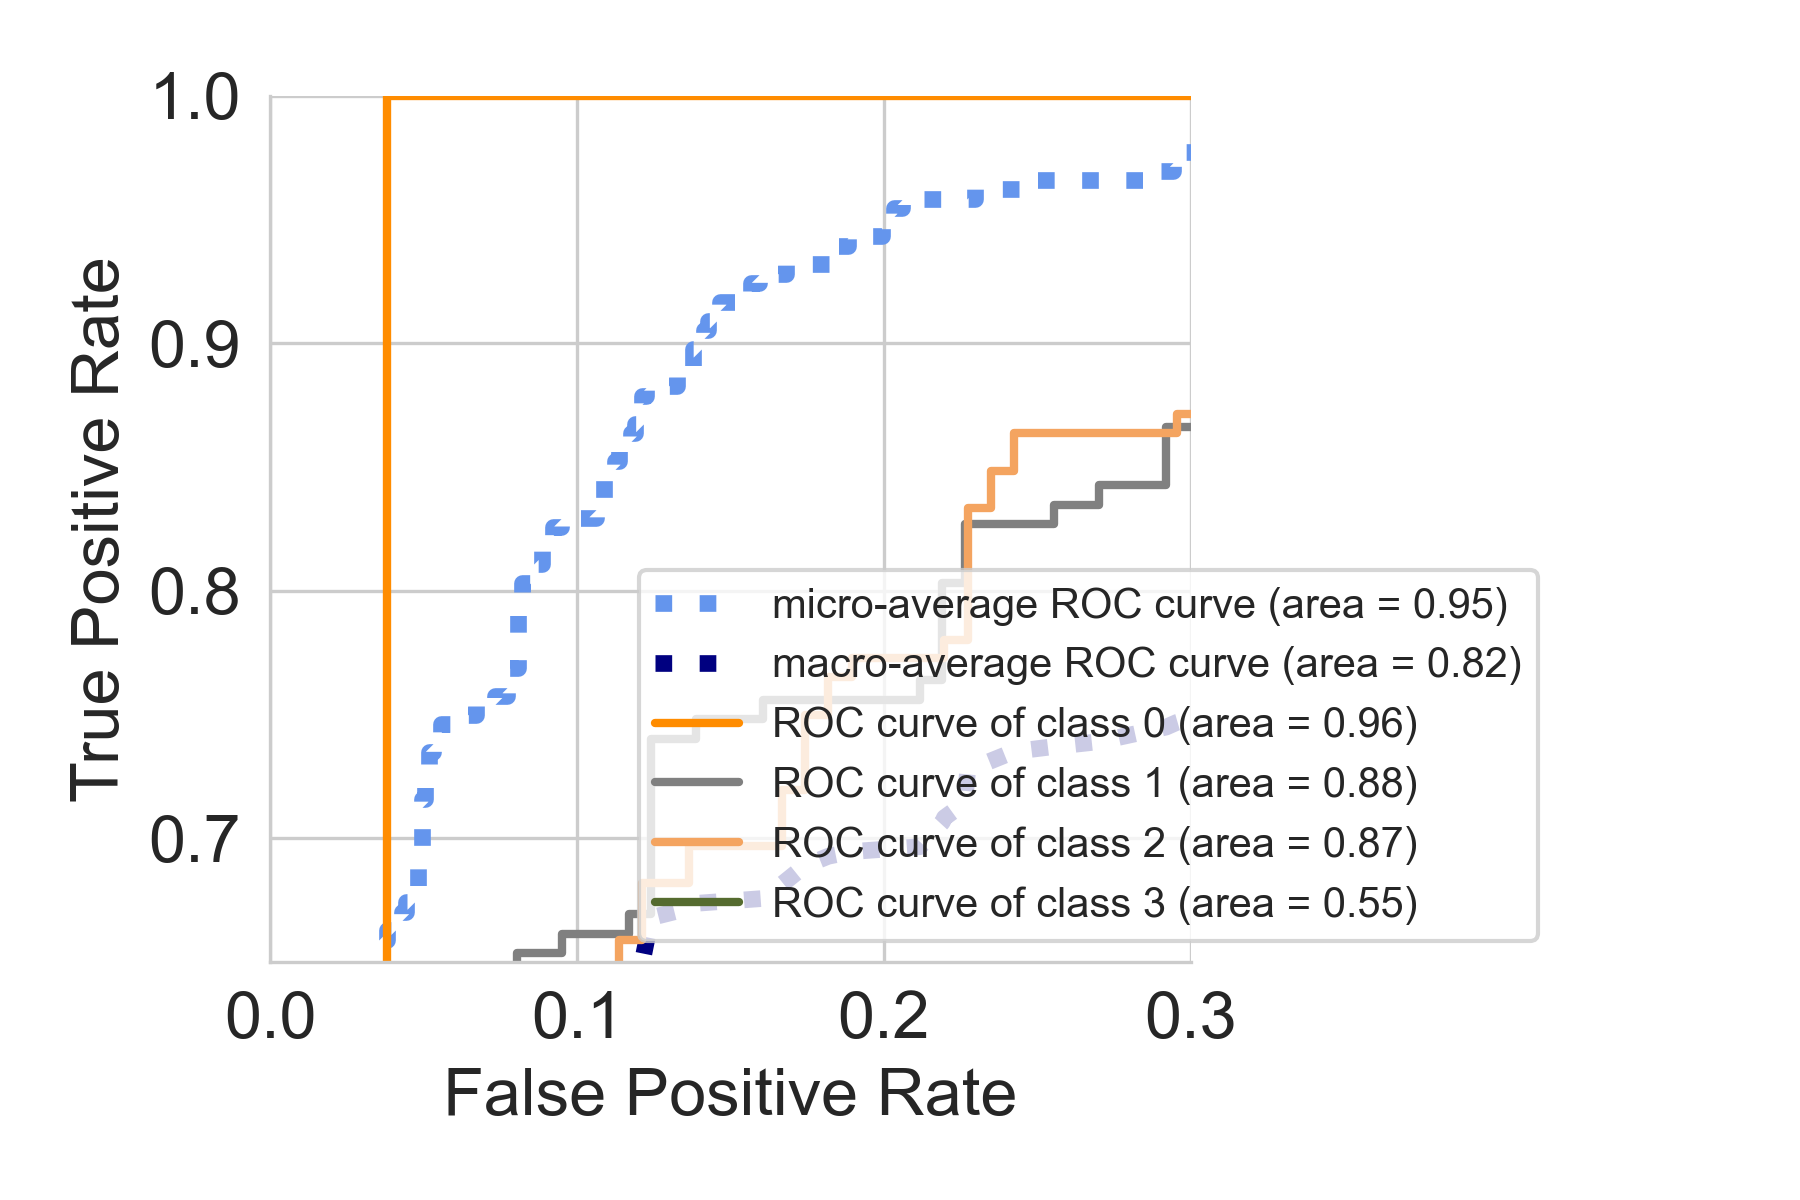 1.0
0.9
0.8
0.7
True Positive Rate
micro-average ROC curve (area = 0.95)
macro-average ROC curve (area = 0.82)
ROC curve of class 0 (area = 0.96)
ROC curve of class 1 (area = 0.88)
ROC curve of class 2 (area = 0.87)
ROC curve of class 3 (area = 0.55)
0.0 0.1 0.2 0.3
False Positive Rate